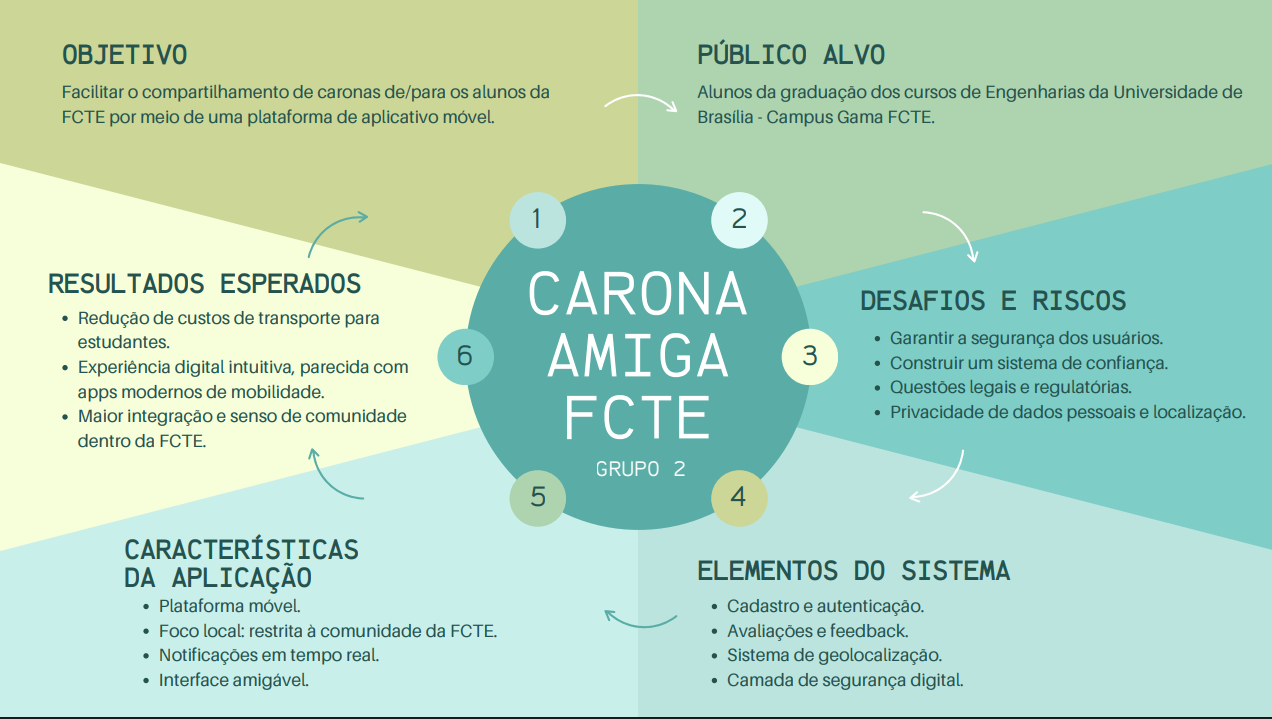 OBJETIVO
Facilitar o compartilhamento de caronas de/para os alunos da
FCTE por meio de uma plataforma de aplicativo móvel.
PÚBLICO ALVO
Alunos da graduação dos cursos de Engenharias da Universidade de
Brasília - Campus Gama FCTE.
1
2
CARONA
AMIGA
FCTE
GRUPO 2
3
DESAFIOS E RISCOS
• Garantir a segurança dos usuários.
• Construir um sistema de confiança.
• Questões legais e regulatórias.
• Privacidade de dados pessoais e localização.
4
ELEMENTOS DO SISTEMA
• Cadastro e autenticação.
• Avaliações e feedback.
• Sistema de geolocalização.
• Camada de segurança digital.
5
CARACTERÍSTICAS
DA APLICAÇÃO
• Plataforma móvel.
• Foco local: restrita à comunidade da FCTE.
• Notificações em tempo real.
• Interface amigável.
6
RESULTADOS ESPERADOS
• Redução de custos de transporte para
estudantes.
• Experiência digital intuitiva, parecida com
apps modernos de mobilidade.
• Maior integração e senso de comunidade
dentro da FCTE.